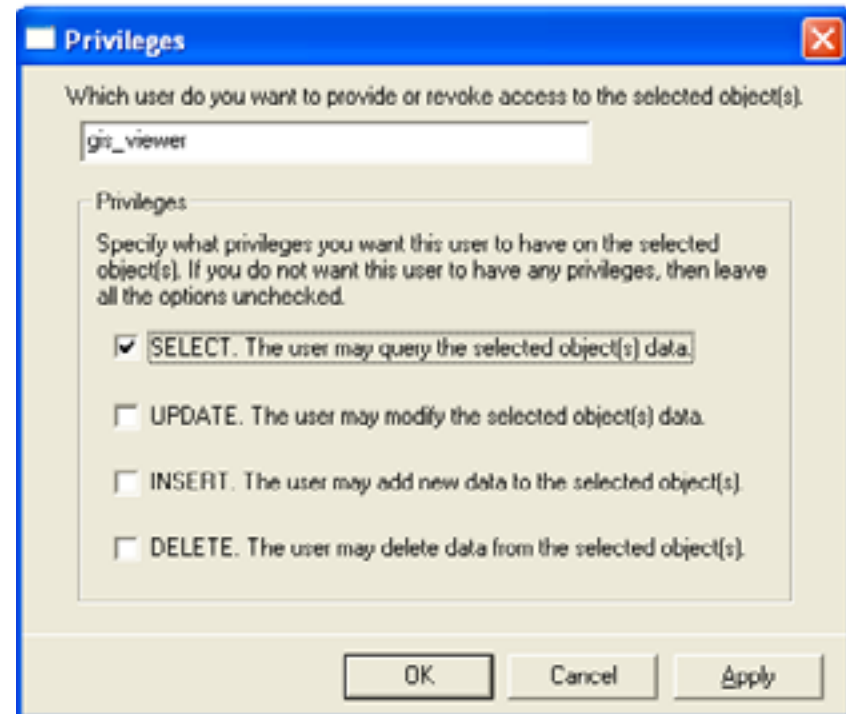 Privileges
Which user do you want to provide or revoke access to the selected object(s).
gis_viewer
Privileges
Specify what privileges you want this user to have on the selected
object(s). If you do not want this user to have any privileges, then leave
all the options unchecked.
SELECT. The user may query the selected object(s) data.
UPDATE. The user may modify the selected object(s) data.
INSERT. The user may add new data to the selected object(s).
DELETE. The user may delete data from the selected object(s).
OK Cancel Apply